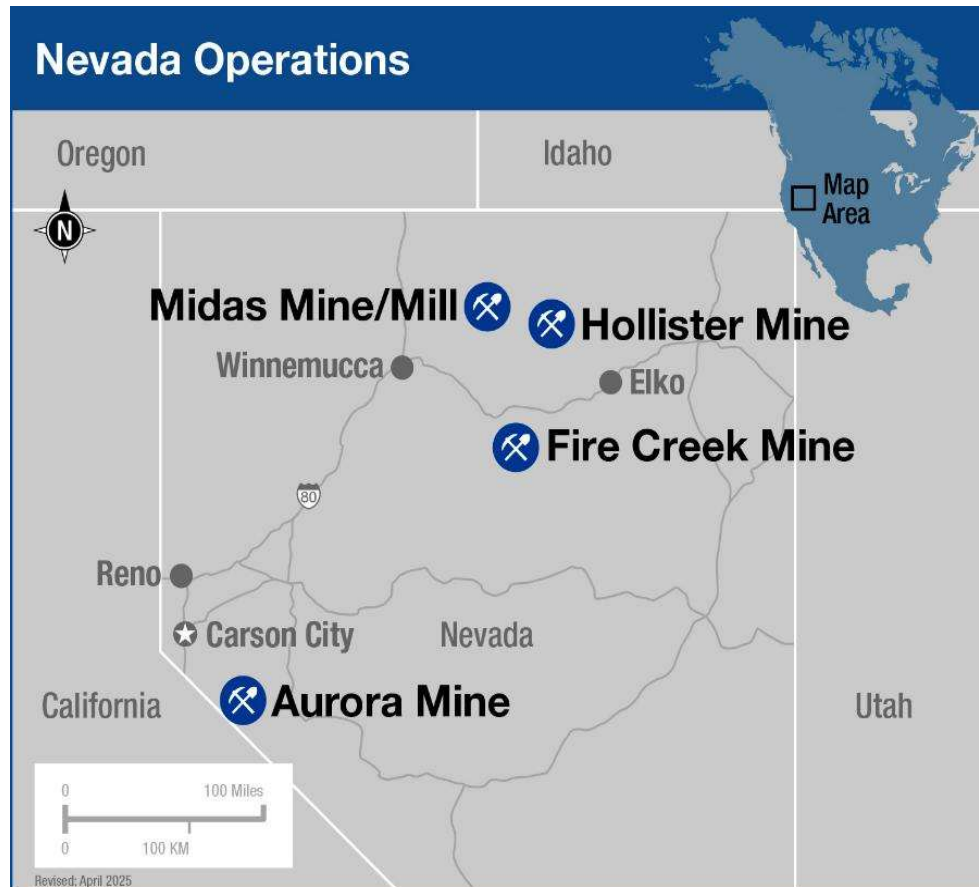 Nevada Operations
Oregon
Idaho
Map
Area
N
Midas Mine/Mill
Hollister Mine
Winnemucca
Elko
Fire Creek Mine
80
Reno
Carson City
Nevada
Aurora Mine
California
Utah
0 100 Miles
0 100 KM
Revised: April 2025